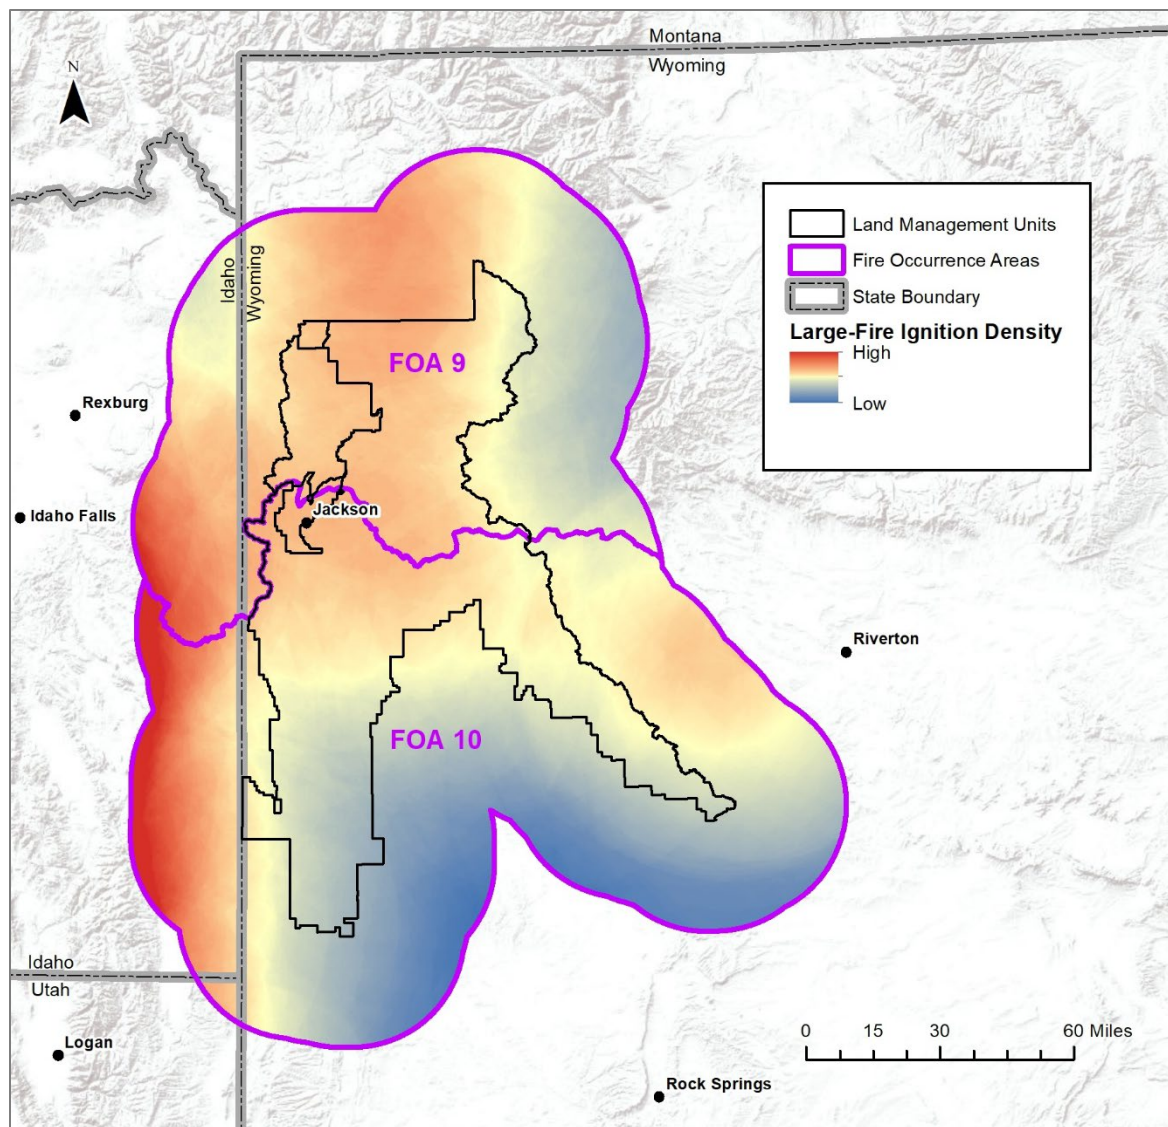 Montana
Wyoming
N
Idaho
Wyoming
Land Management Units
Fire Occurrence Areas
State Boundary
Large-Fire Ignition Density
High
Low
FOA 9
Rexburg
Idaho Falls
Jackson
Riverton
FOA 10
Idaho
Utah
Logan
0 15 30 60 Miles
Rock Springs